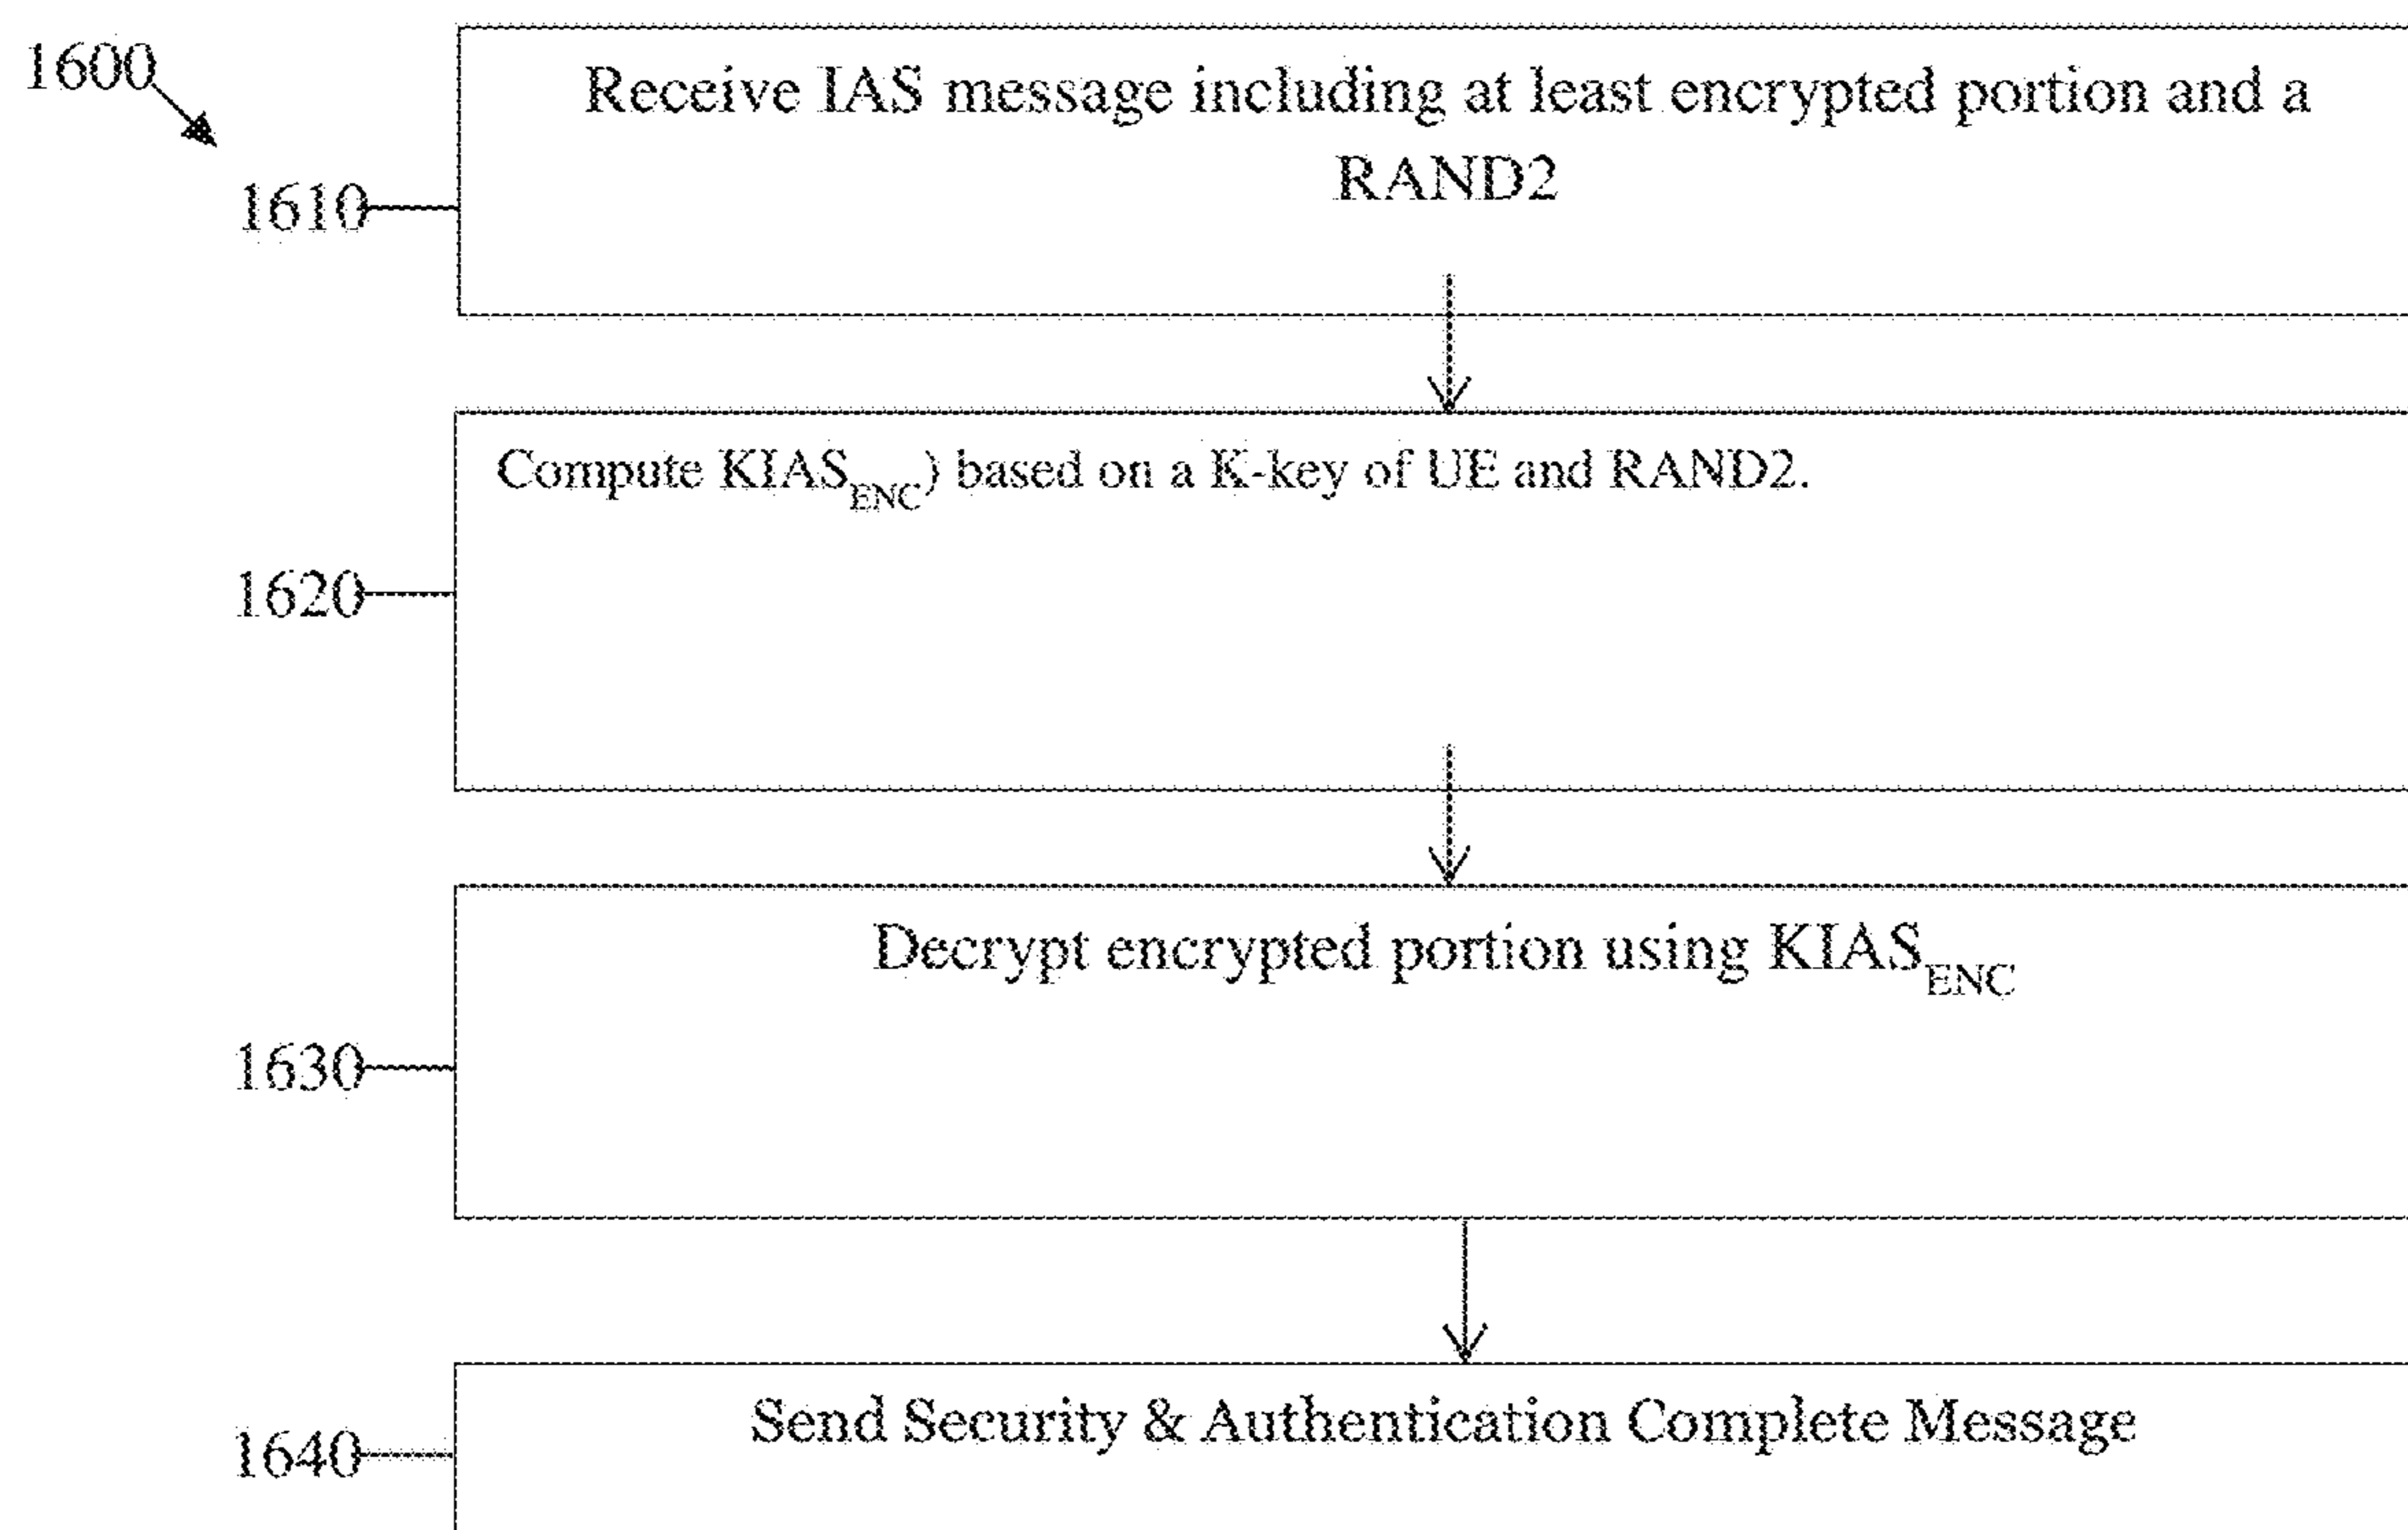 1600
Receive IAS message including at least encrypted portion and a
RAND2
1610
Compute KIAS_ENC) based on a K-key of UE and RAND2.
1620
Decrypt encrypted portion using KIAS_ENC
1630
Send Security & Authentication Complete Message
1640